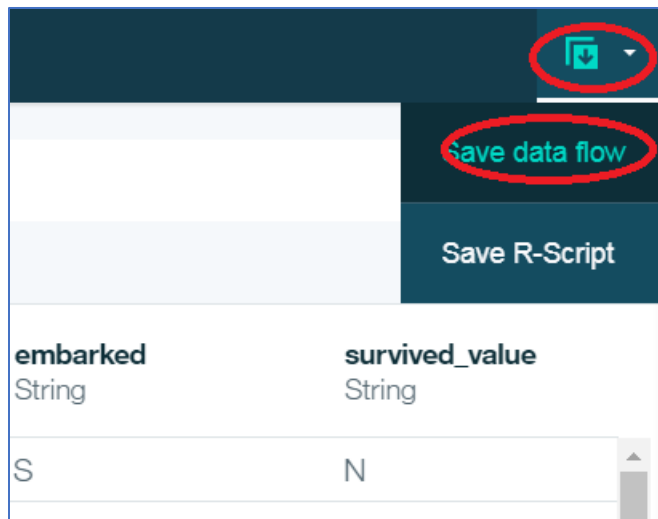 Save data flow
Save R-Script
embarked survived_value
String String
S N